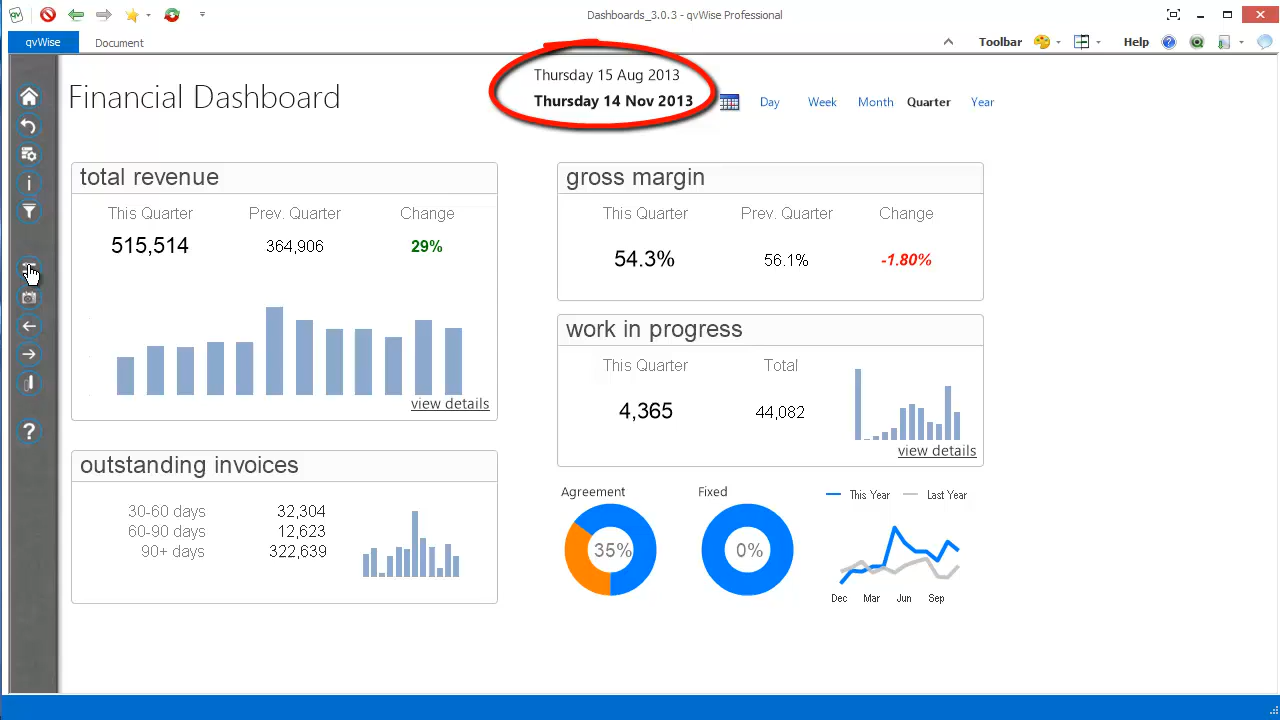 Dashboards_3.0.3 - qvWise Professional
qvWise Document Toolbar Help
Thursday 15 Aug 2013
Financial Dashboard
Thursday 14 Nov 2013 Day Week Month Quarter Year
total revenue
This Quarter Prev. Quarter Change
515,514 364,906 29%
view details
gross margin
This Quarter Prev. Quarter Change
54.3% 56.1% -1.80%
work in progress
This Quarter Total
4,365 44,082
view details
outstanding invoices
30-60 days 32,304
60-90 days 12,623
90+ days 322,639
Agreement Fixed
35% 0%
This Year Last Year
Dec Mar Jun Sep